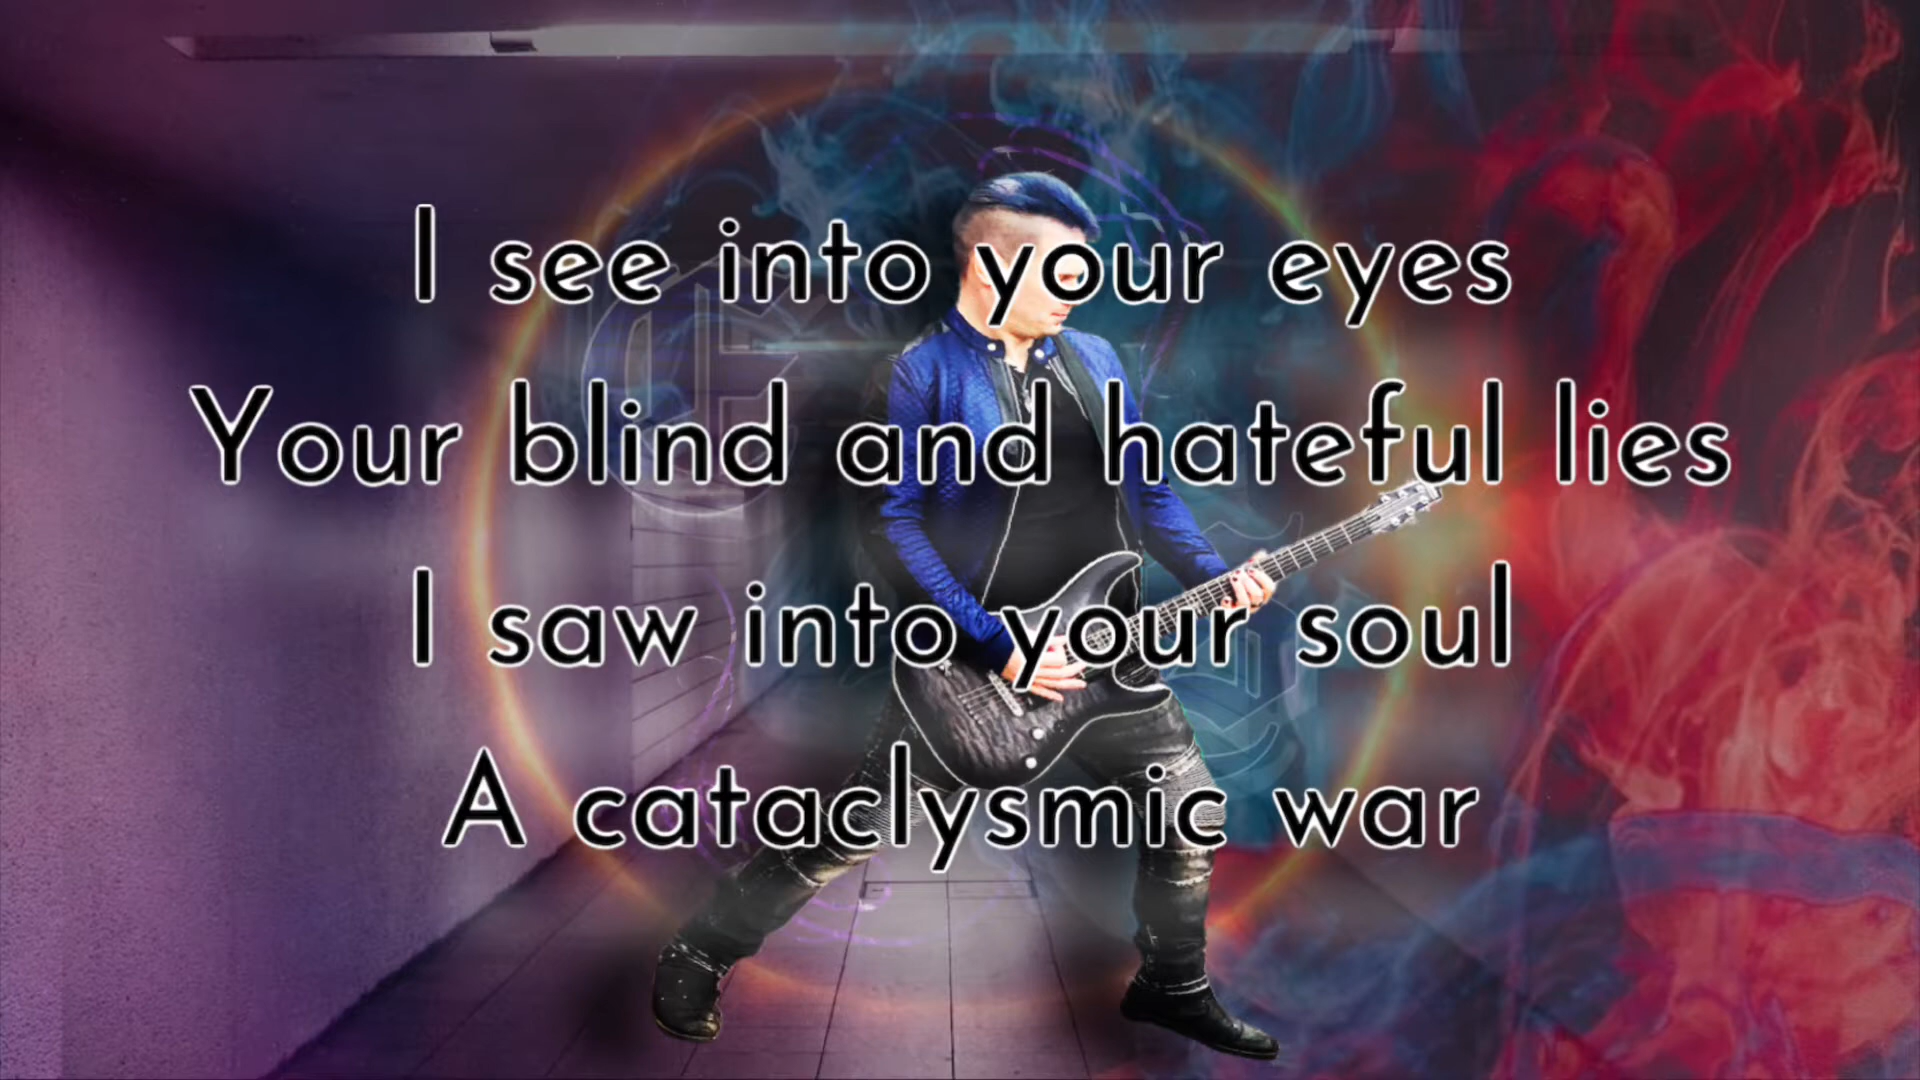 I see into your eyes
Your blind and hateful lies
I saw into your soul
A cataclysmic war